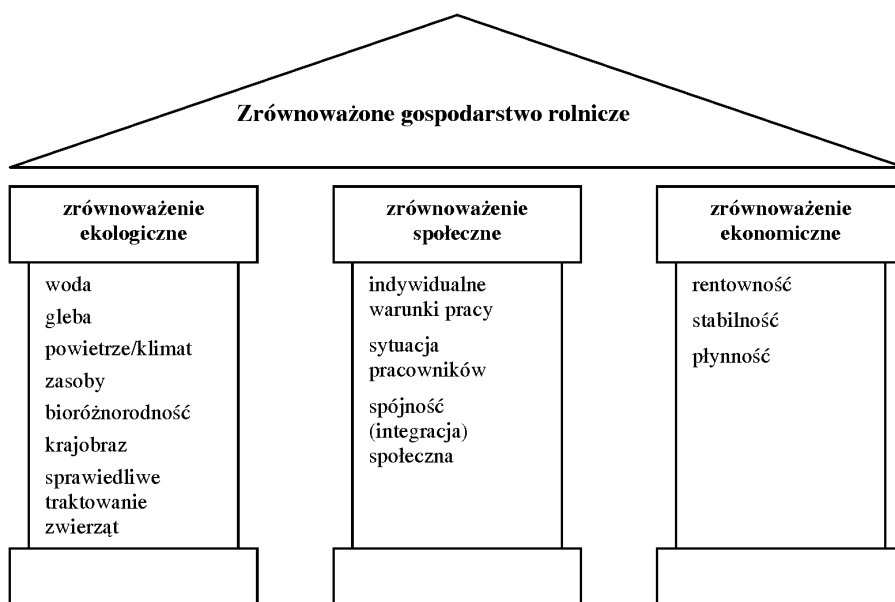 Zrównoważone gospodarstwo rolnicze
zrównoważenie
ekologiczne
woda
gleba
powietrze/klimat
zasoby
bioróżnorodność
krajobraz
sprawiedliwe
traktowanie
zwierząt
zrównoważenie
społeczne
indywidualne
warunki pracy
sytuacja
pracowników
spójność
(integracja)
społeczna
zrównoważenie
ekonomiczne
rentowność
stabilność
płynność